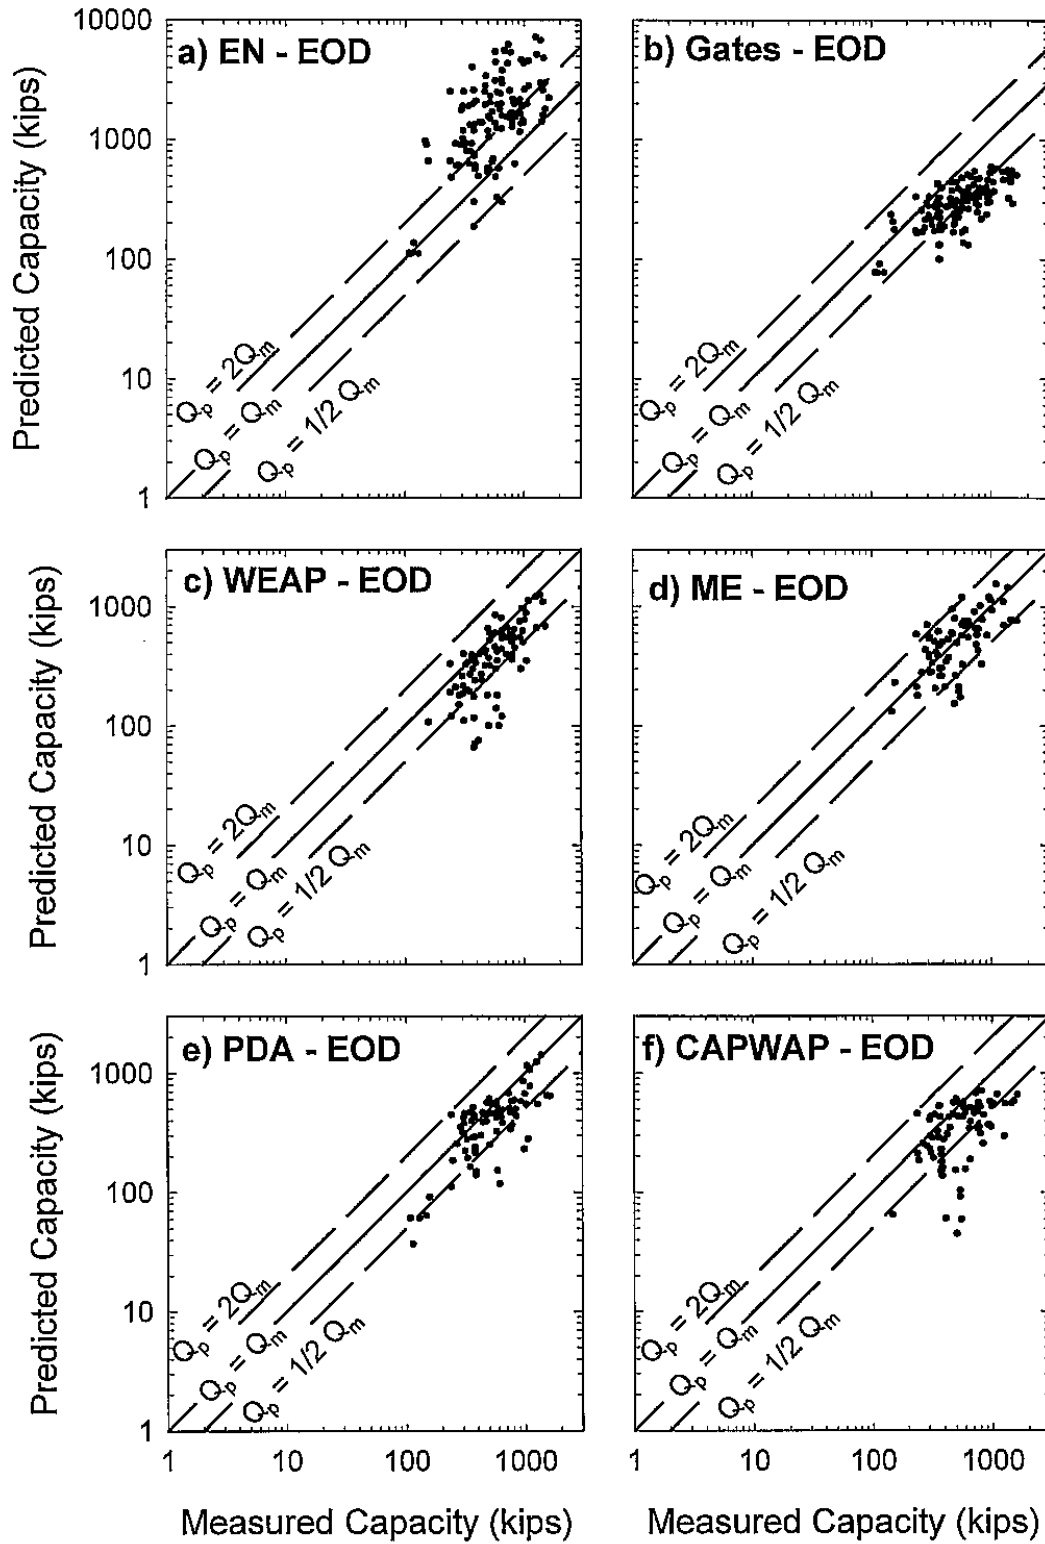 a) EN - EOD
b) Gates - EOD
Predicted Capacity (kips)
10000
1000
100
10
1
Qp = 2Qm
Qp = Qm
Qp = 1/2 Qm
Qp = 2Qm
Qp = Qm
Qp = 1/2 Qm
c) WEAP - EOD
d) ME - EOD
Predicted Capacity (kips)
1000
100
10
1
Qp = 2Qm
Qp = Qm
Qp = 1/2 Qm
Qp = 2Qm
Qp = Qm
Qp = 1/2 Qm
e) PDA - EOD
f) CAPWAP - EOD
Predicted Capacity (kips)
1000
100
10
1
Qp = 2Qm
Qp = Qm
Qp = 1/2 Qm
Qp = 2Qm
Qp = Qm
Qp = 1/2 Qm
1 10 100 1000
1 10 100 1000
Measured Capacity (kips)
Measured Capacity (kips)